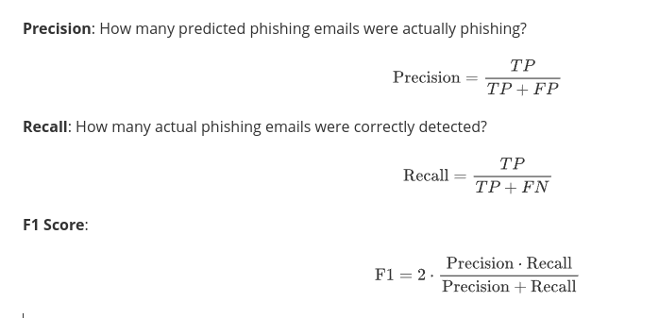 Precision: How many predicted phishing emails were actually phishing?
Precision = TP / TP + FP
Recall: How many actual phishing emails were correctly detected?
Recall = TP / TP + FN
F1 Score:
F1 = 2 · Precision · Recall / Precision + Recall